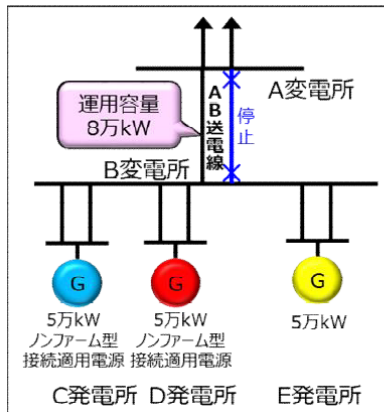 運用容量
8万kW
AB送電線
停止
A変電所
B変電所
G
G
G
5万kW
ノンファーム型
接続適用電源
5万kW
ノンファーム型
接続適用電源
5万kW
C発電所
D発電所
E発電所